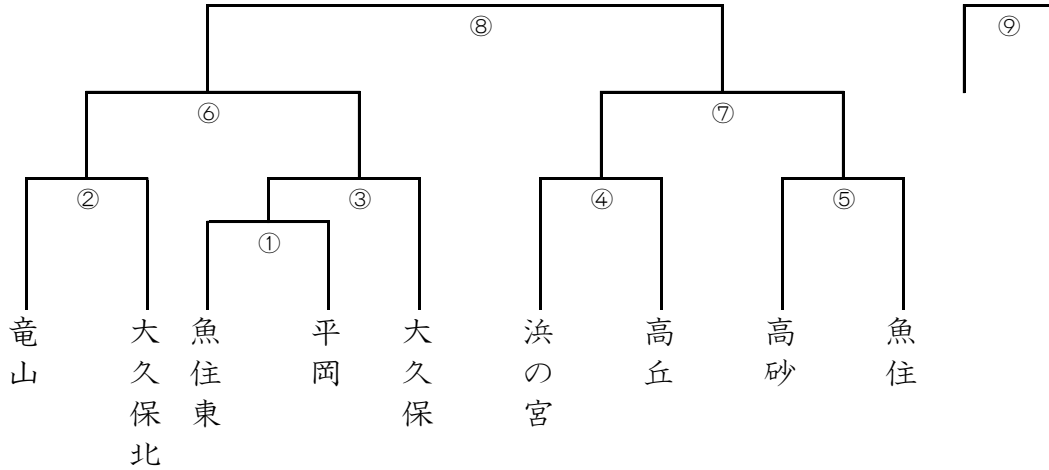 ⑧
⑨
⑥
⑦
②
③
④
⑤
①
竜山
大久保北
魚住東
平岡
大久保
浜の宮
高丘
高砂
魚住